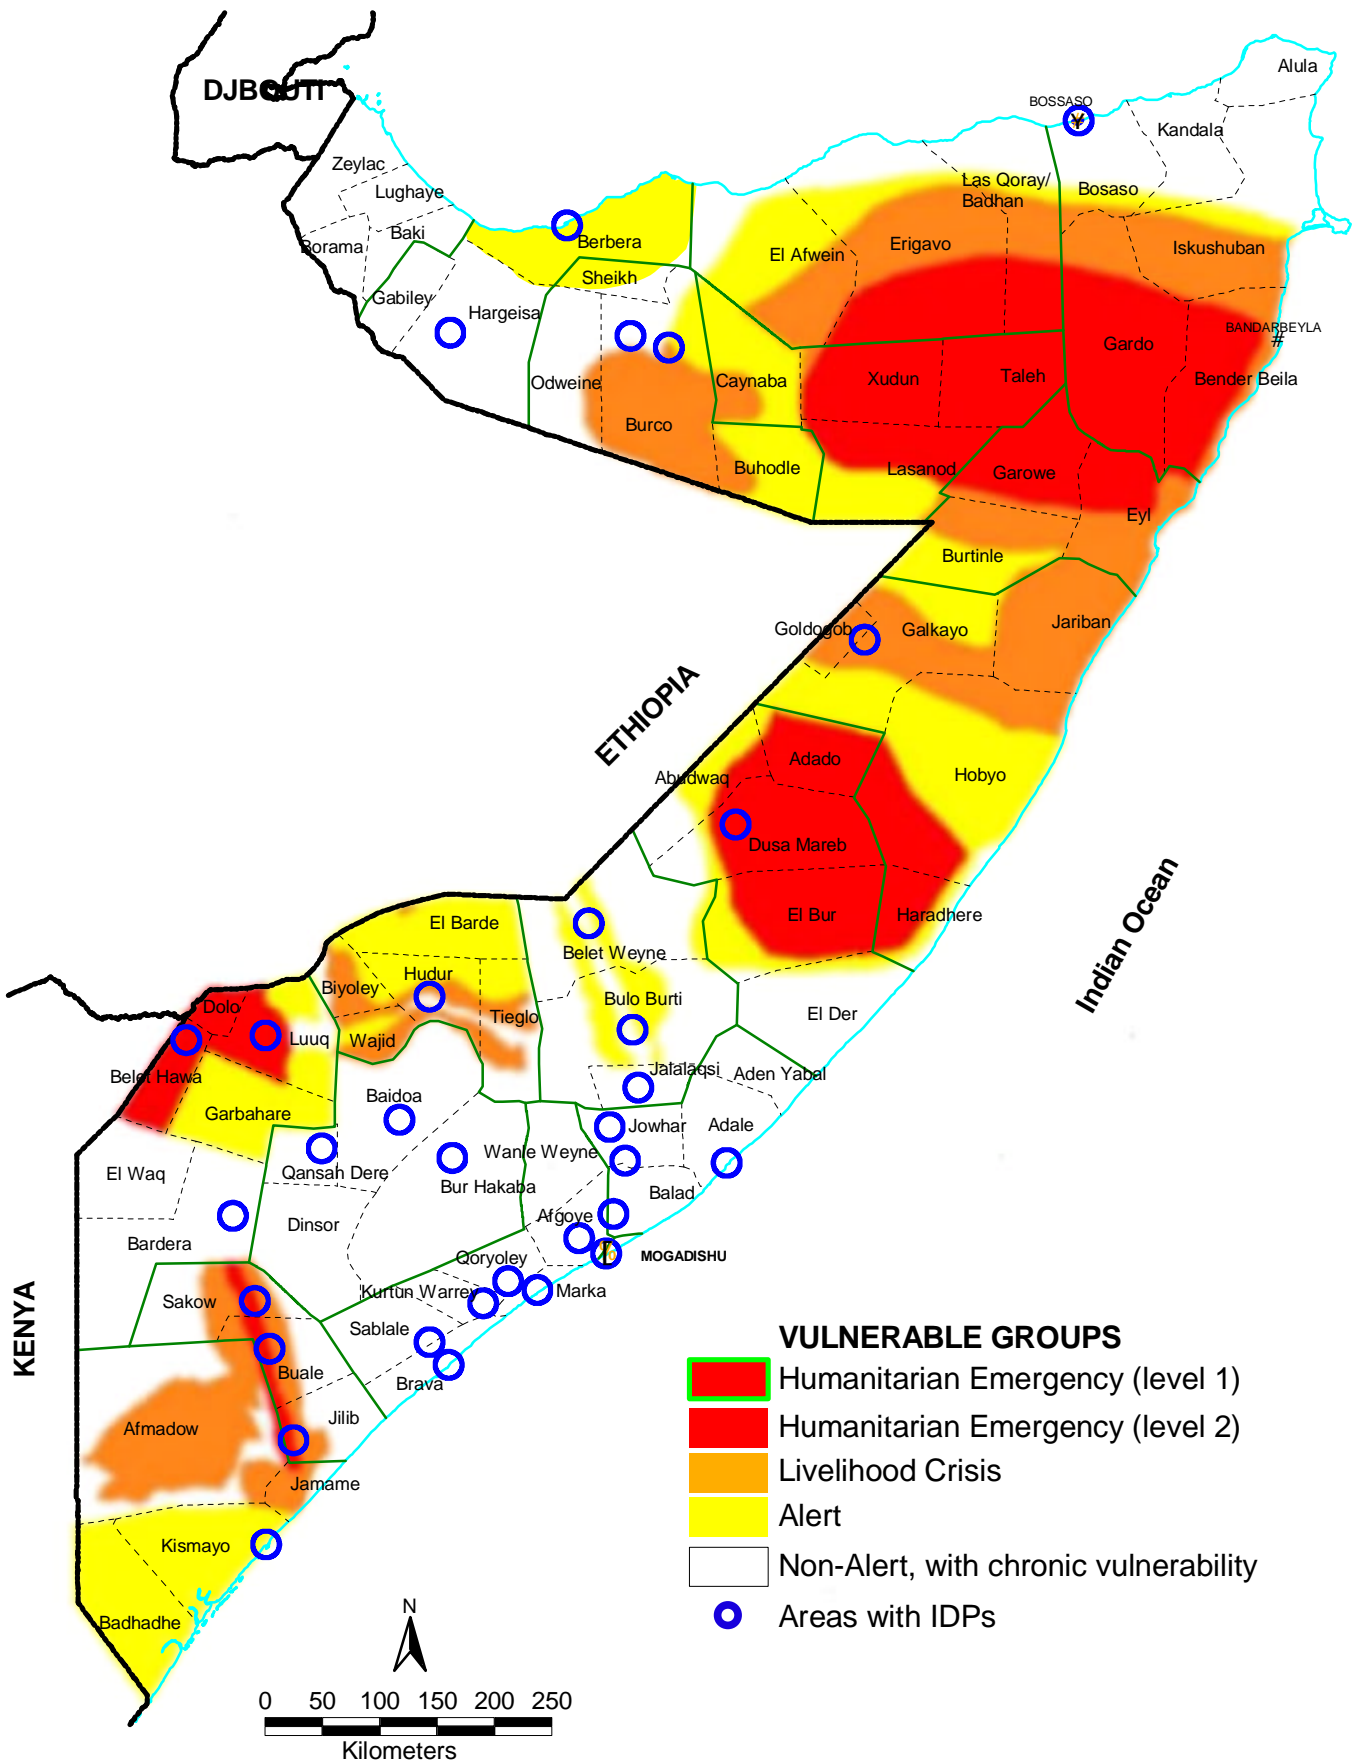 Alula
DJBOUTI
BOSSASO
Kandala
Zeylac
Las Qoray/
Badhan
Bosaso
Lughaye
Baki
Borama
Berbera
El Afwein
Erigavo
Iskushuban
Sheikh
Gabiley
Hargeisa
BANDARBEYLA
#
Gardo
Odweine
Caynaba
Xudun
Taleh
Bender Beila
Burco
Buhodle
Lasanod
Garowe
Eyl
Burtinle
Goldogob
Galkayo
Jariban
ETHIOPIA
Adado
Abudwaq
Hobyo
Dusa Mareb
El Bur
Haradhere
Indian Ocean
El Barde
Belet Weyne
Hudur
Biyoley
Bulo Burti
Dolo
Tieglo
El Der
Luuq
Wajid
Belet Hawa
Jalalaqsi
Aden Yabal
Baidoa
Garbahare
Jowhar
Adale
Wanle Weyne
El Waq
Qansah Dere
Bur Hakaba
Balad
Dinsor
Afgoye
Bardera
MOGADISHU
Qoryoley
Kurtun Warrey
Marka
Sakow
KENYA
Sablale
Buale
Brava
Jilib
Afmadow
Jamame
Kismayo
Badhadhe
VULNERABLE GROUPS
Humanitarian Emergency (level 1)
Humanitarian Emergency (level 2)
Livelihood Crisis
Alert
Non-Alert, with chronic vulnerability
Areas with IDPs
N
0 50 100 150 200 250
Kilometers